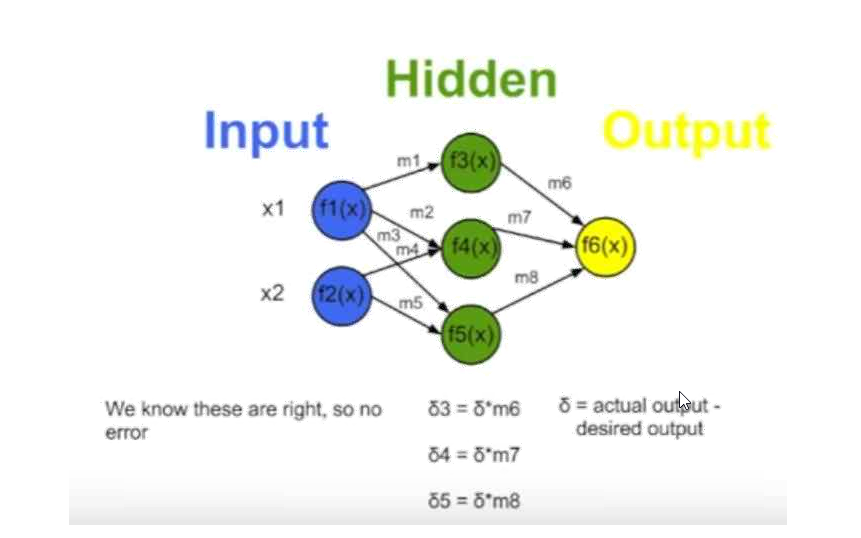 Hidden
Input
Output
m1
f3(x)
m6
x1
f1(x)
m2
m7
m3
m4
f4(x)
f6(x)
x2
f2(x)
m5
m8
f5(x)
We know these are right, so no
error
δ3 = δ*m6
δ4 = δ*m7
δ5 = δ*m8
δ = actual output -
desired output